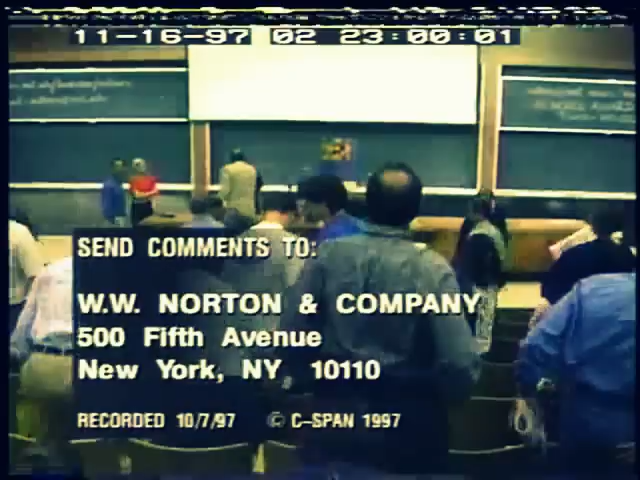 11-16-97 02 23:00:01
SEND COMMENTS TO:
W.W. NORTON & COMPANY
500 Fifth Avenue
New York, NY 10110
RECORDED 10/7/97 © C-SPAN 1997